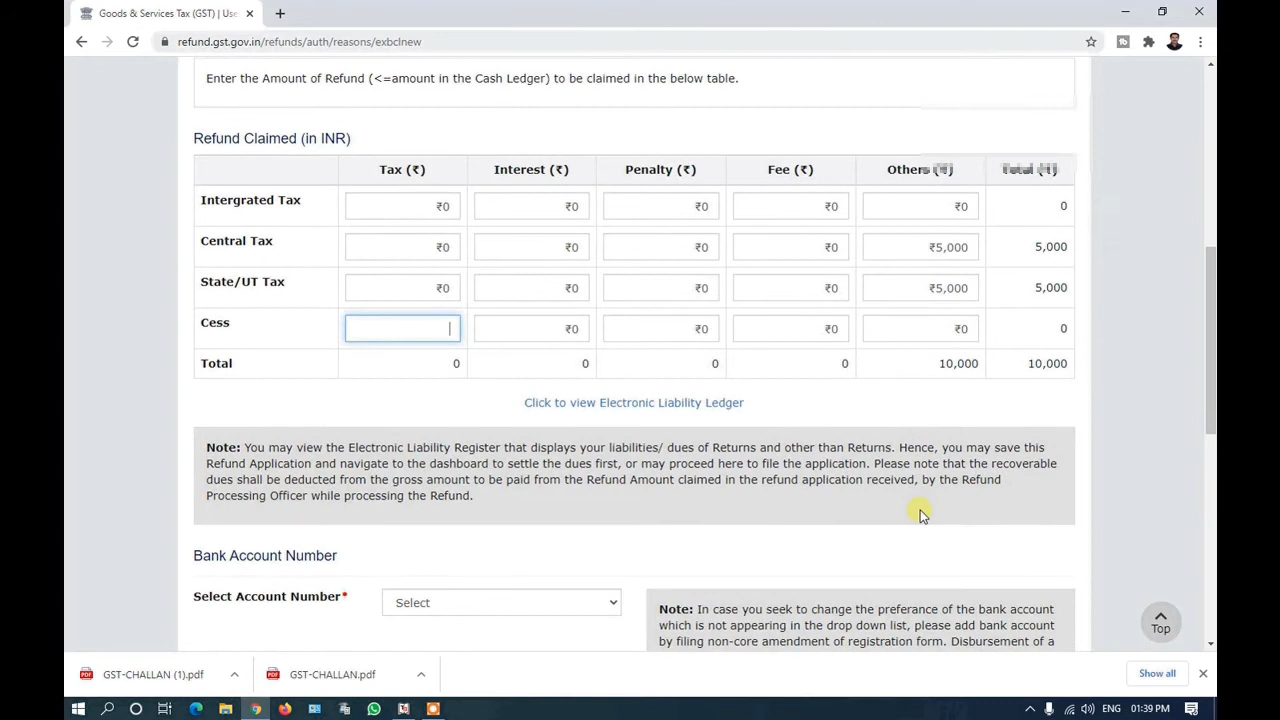 Goods & Services Tax (GST) | Use
refund.gst.gov.in/refunds/auth/reasons/exbclnew
Enter the Amount of Refund (<=amount in the Cash Ledger) to be claimed in the below table.
Refund Claimed (in INR)
Tax (₹) Interest (₹) Penalty (₹) Fee (₹) Others (₹) Total (₹)
Intergrated Tax ₹0 ₹0 ₹0 ₹0 ₹0 0
Central Tax ₹0 ₹0 ₹0 ₹0 ₹5,000 5,000
State/UT Tax ₹0 ₹0 ₹0 ₹0 ₹5,000 5,000
Cess ₹0 ₹0 ₹0 ₹0 0
Total 0 0 0 0 10,000 10,000
Click to view Electronic Liability Ledger
Note: You may view the Electronic Liability Register that displays your liabilities/ dues of Returns and other than Returns. Hence, you may save this
Refund Application and navigate to the dashboard to settle the dues first, or may proceed here to file the application. Please note that the recoverable
dues shall be deducted from the gross amount to be paid from the Refund Amount claimed in the refund application received, by the Refund
Processing Officer while processing the Refund.
Bank Account Number
Select Account Number* Select
Note: In case you seek to change the preferance of the bank account
which is not appearing in the drop down list, please add bank account
by filing non-core amendment of registration form. Disbursement of a
Top
GST-CHALLAN (1).pdf GST-CHALLAN.pdf Show all
ENG 01:39 PM